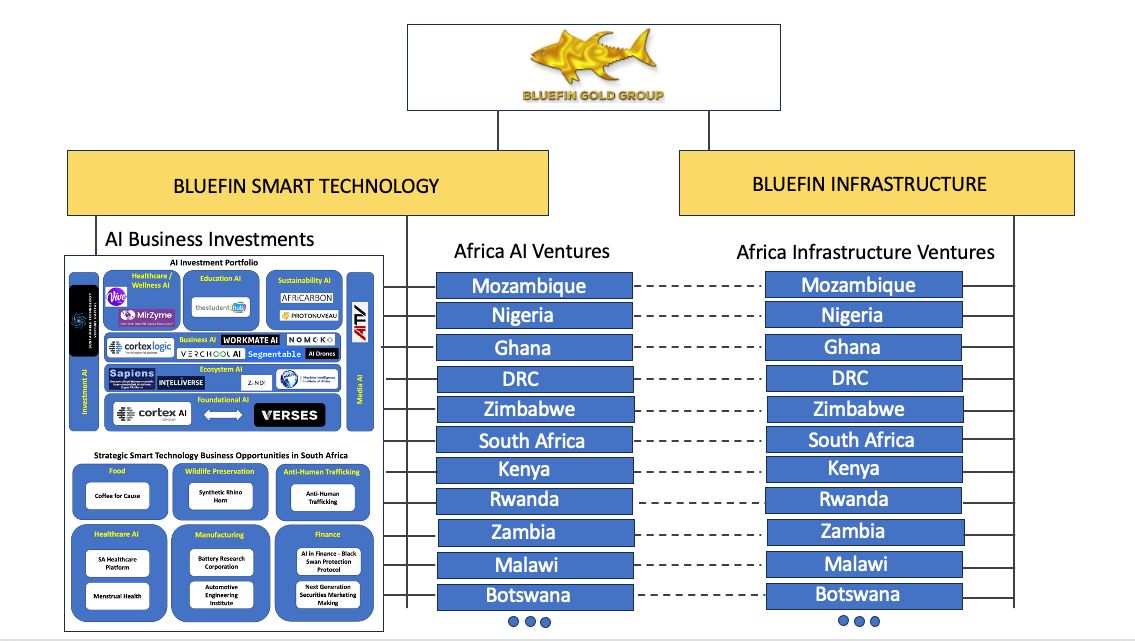 BLUEFIN GOLD GROUP
BLUEFIN SMART TECHNOLOGY
BLUEFIN INFRASTRUCTURE
AI Business Investments
AI Investment Portfolio
Healthcare /
Wellness AI
Vive
MirZyme
Education AI
thestudenthub
Sustainability AI
AFRICARBON
PROTONUVEAU
Investment AI
Media AI
AITV
Business AI
cortexlogic
WORKMATE AI
NOMOKO
VERCHOOL AI
Segmentable
AI Drones
Ecosystem AI
Sapiens
INTELLIVERSE
ZINDI
Machine Intelligence
Institute of Africa
Foundational AI
cortex AI
GROUP
VERSES
Strategic Smart Technology Business Opportunities in South Africa
Food
Coffee for Cause
Wildlife Preservation
Synthetic Rhino
Horn
Anti-Human Trafficking
Anti-Human
Trafficking
Healthcare AI
SA Healthcare
Platform
Menstrual Health
Manufacturing
Battery Research
Corporation
Automotive
Engineering
Institute
Finance
AI in Finance - Black
Swan Protection
Protocol
Next Generation
Securities Marketing
Making
Africa AI Ventures
Mozambique
Nigeria
Ghana
DRC
Zimbabwe
South Africa
Kenya
Rwanda
Zambia
Malawi
Botswana
Africa Infrastructure Ventures
Mozambique
Nigeria
Ghana
DRC
Zimbabwe
South Africa
Kenya
Rwanda
Zambia
Malawi
Botswana